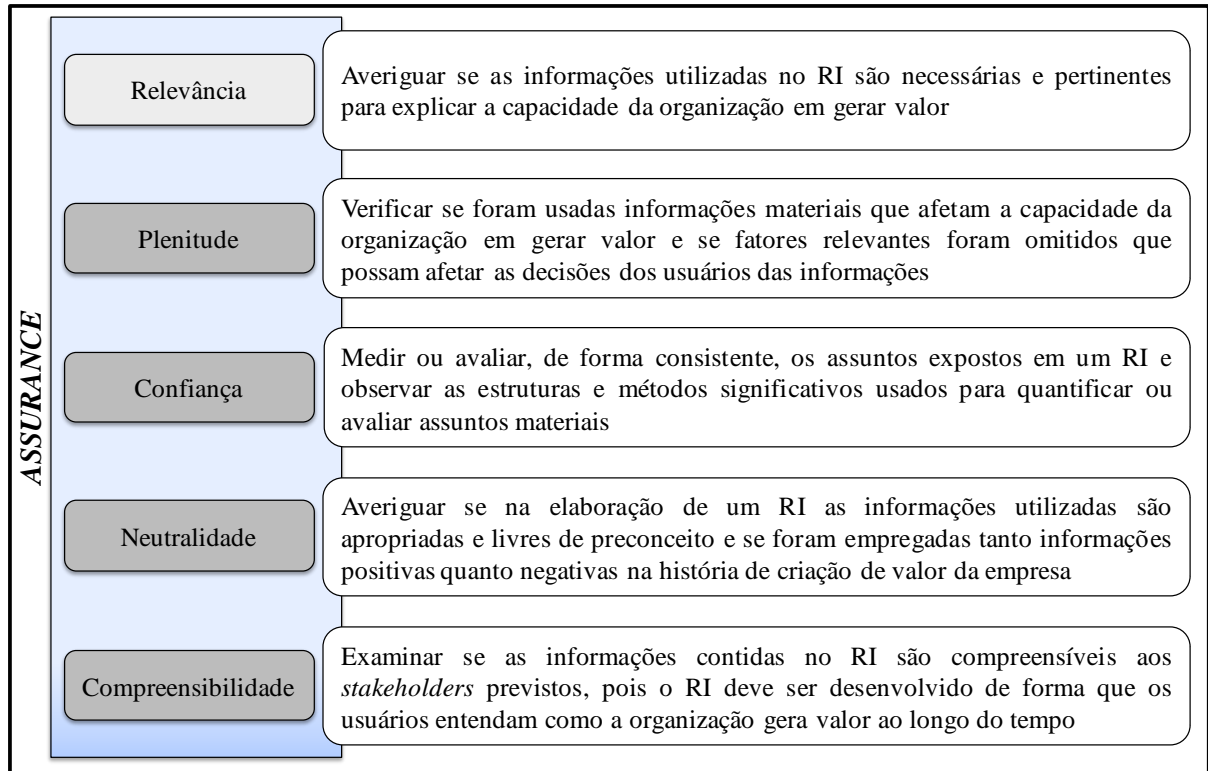 ASSURANCE
Relevância
Averiguar se as informações utilizadas no RI são necessárias e pertinentes
para explicar a capacidade da organização em gerar valor
Plenitude
Verificar se foram usadas informações materiais que afetam a capacidade da
organização em gerar valor e se fatores relevantes foram omitidos que
possam afetar as decisões dos usuários das informações
Confiança
Medir ou avaliar, de forma consistente, os assuntos expostos em um RI e
observar as estruturas e métodos significativos usados para quantificar ou
avaliar assuntos materiais
Neutralidade
Averiguar se na elaboração de um RI as informações utilizadas são
apropriadas e livres de preconceito e se foram empregadas tanto informações
positivas quanto negativas na história de criação de valor da empresa
Compreensibilidade
Examinar se as informações contidas no RI são compreensíveis aos
stakeholders previstos, pois o RI deve ser desenvolvido de forma que os
usuários entendam como a organização gera valor ao longo do tempo